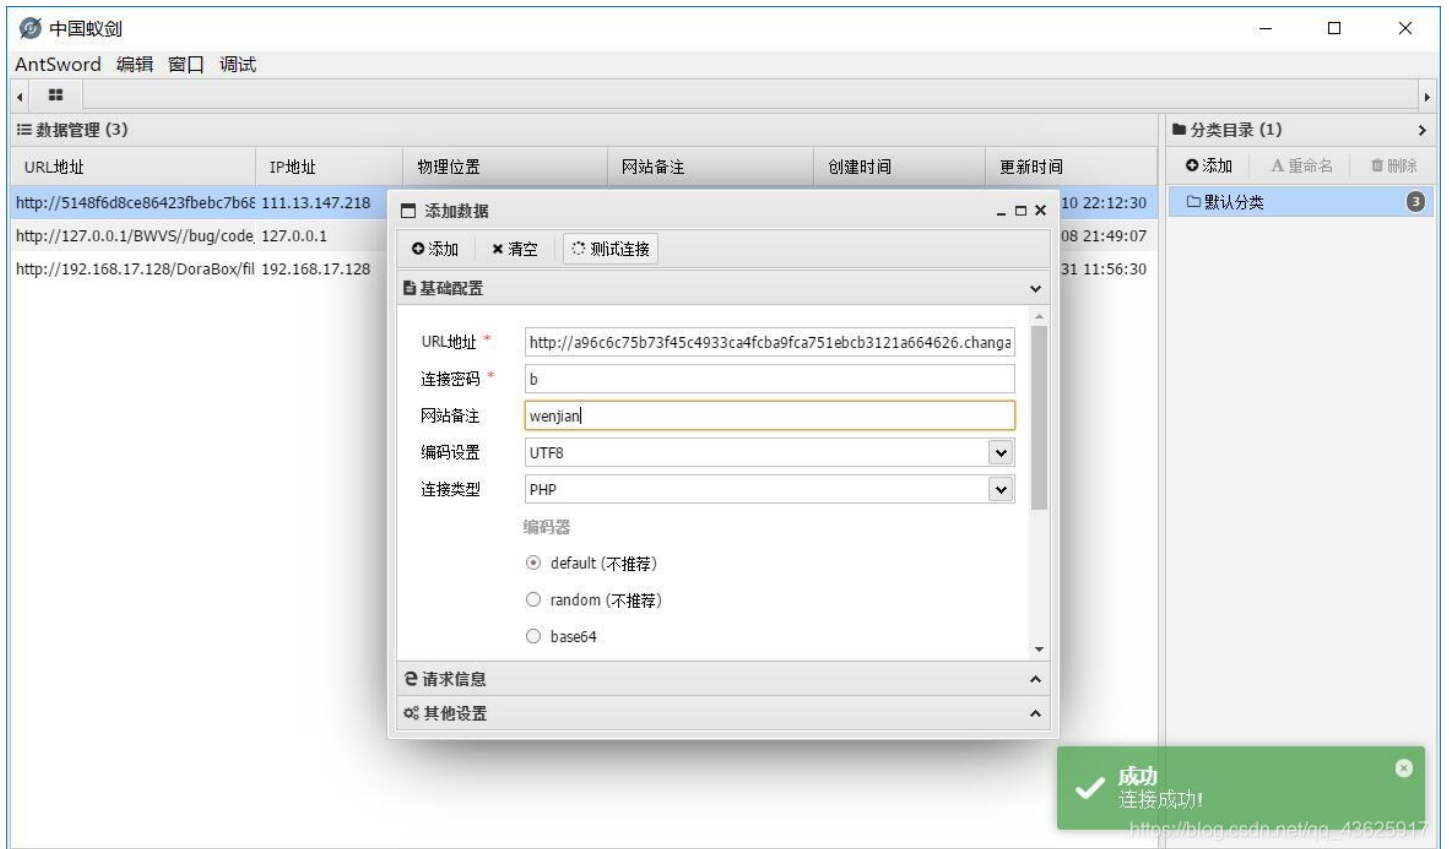 中国蚁剑
AntSword 编辑 窗口 调试
数据管理 (3)
分类目录 (1)
URL地址 IP地址 物理位置 网站备注 创建时间 更新时间
添加 重命名 删除
http://5148f6d8ce86423fbebc7b68 111.13.147.218 10 22:12:30
默认分类 3
http://127.0.0.1/BWVS//bug/code, 127.0.0.1 08 21:49:07
http://192.168.17.128/DoraBox/fil 192.168.17.128 31 11:56:30
添加数据
添加 清空 测试连接
基础配置
URL地址 * http://a96c6c75b73f45c4933ca4fcba9fca751ebcb3121a664626.changa
连接密码 * b
网站备注 wenjian
编码设置 UTF8
连接类型 PHP
编码器
default (不推荐)
random (不推荐)
base64
请求信息
其他设置
成功
连接成功!
https://blog.csdn.net/qq_43625917